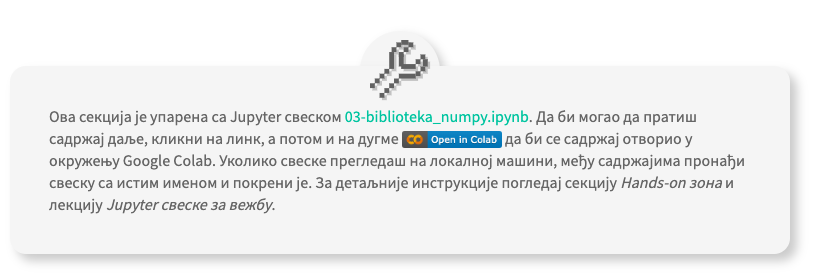 Ова секција је упарена са Jupyter свеском 03-biblioteka_numpy.ipynb. Да би могао да пратиш
садржај даље, кликни на линк, а потом и на дугме Open in Colab да би се садржај отворио у
окружењу Google Colab. Уколико свеске прегледаш на локалној машини, међу садржајима пронађи
свеску са истим именом и покрени је. За детаљније инструкције погледај секцију Hands-on зона и
лекцију Jupyter свеске за вежбу.